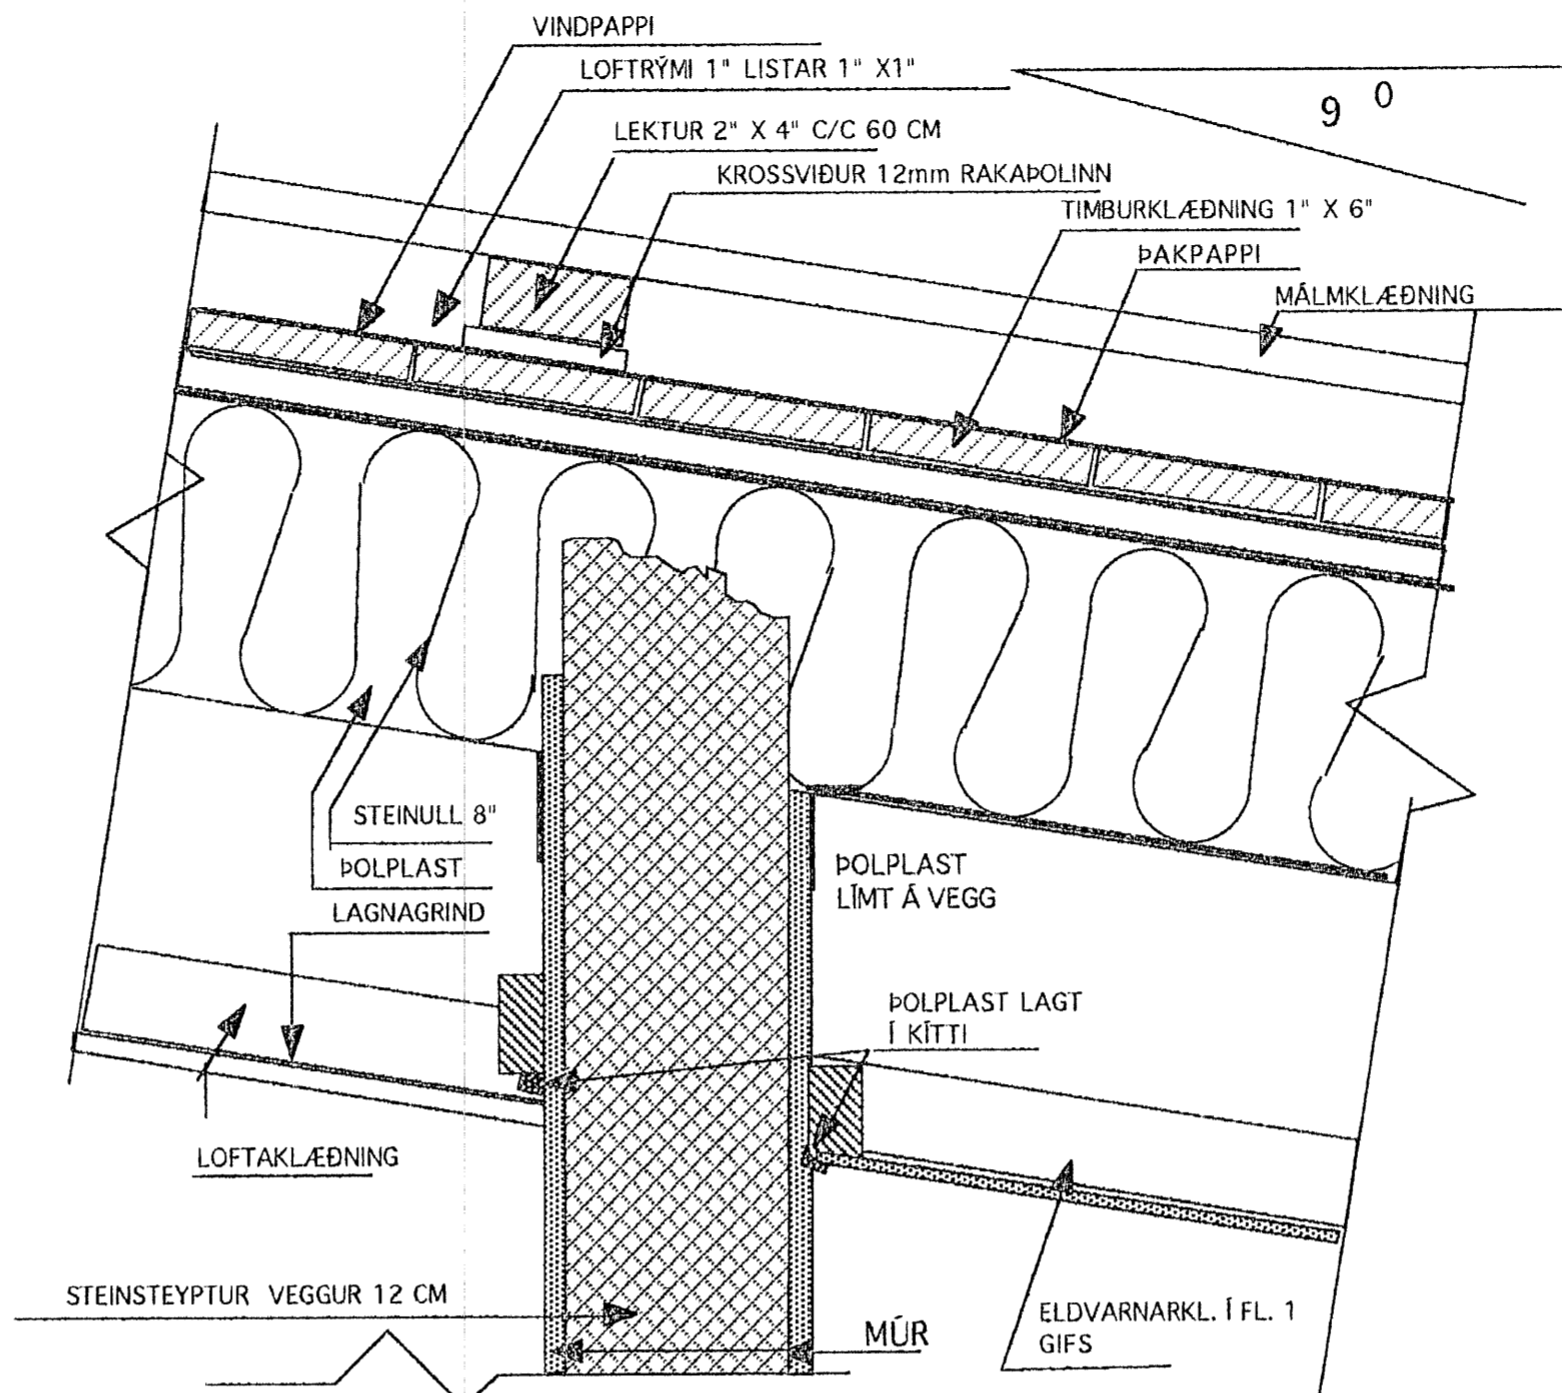 VINDPAPPI
LOFTRÝMI 1" LISTAR 1" X1"
9 0
LEKTUR 2" X 4" C/C 60 CM
KROSSVIÐUR 12mm RAKAÞOLINN
TIMBURKLÆÐNING 1" X 6"
ÞAKPAPPI
MÁLMKLÆÐNING
STEINULL 8"
ÞOLPLAST
LAGNAGRIND
ÞOLPLAST
LÍMT Á VEGG
ÞOLPLAST LAGT
Í KÍTTI
LOFTAKLÆÐNING
STEINSTEYPTUR VEGGUR 12 CM
MÚR
ELDVARNARKL. Í FL. 1
GIFS